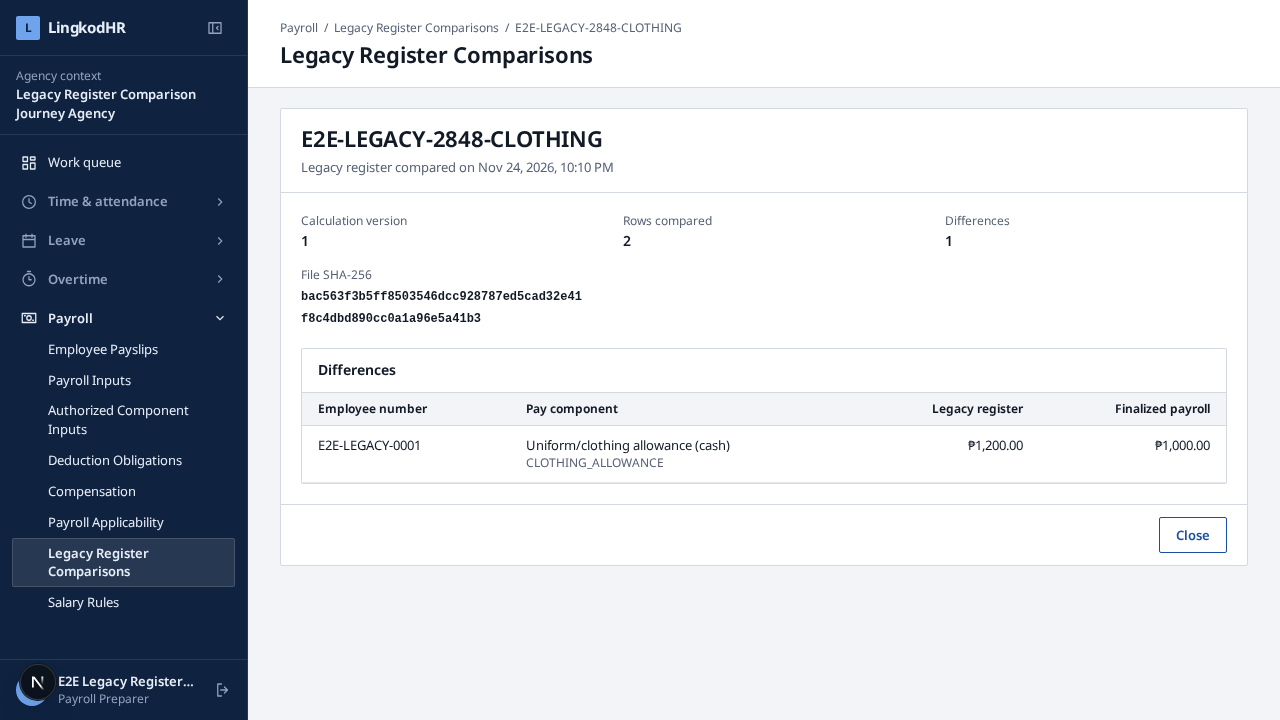 L LingkodHR
Agency context
Legacy Register Comparison
Journey Agency
Work queue
Time & attendance
Leave
Overtime
Payroll
Employee Payslips
Payroll Inputs
Authorized Component
Inputs
Deduction Obligations
Compensation
Payroll Applicability
Legacy Register
Comparisons
Salary Rules
N
E2E Legacy Register...
Payroll Preparer
Payroll / Legacy Register Comparisons / E2E-LEGACY-2848-CLOTHING
Legacy Register Comparisons
E2E-LEGACY-2848-CLOTHING
Legacy register compared on Nov 24, 2026, 10:10 PM
Calculation version Rows compared Differences
1 2 1
File SHA-256
bac563f3b5ff8503546dcc928787ed5cad32e41
f8c4dbd890cc0a1a96e5a41b3
Differences
Employee number Pay component Legacy register Finalized payroll
E2E-LEGACY-0001 Uniform/clothing allowance (cash) ₱1,200.00 ₱1,000.00
CLOTHING_ALLOWANCE
Close